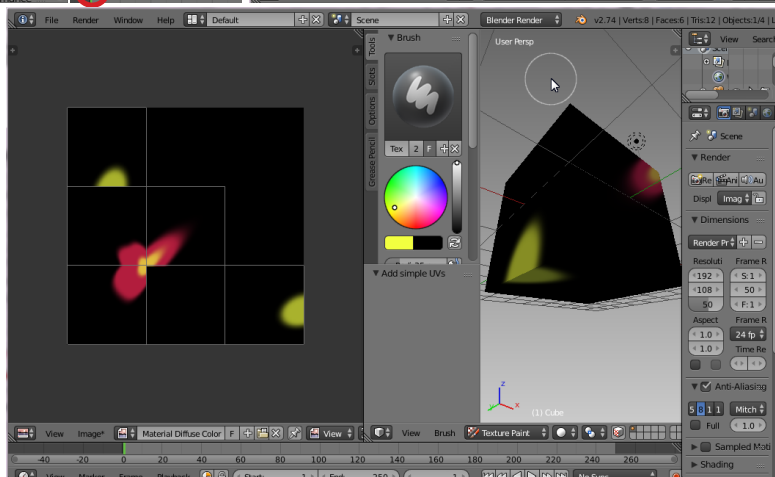 File Render Window Help Default Scene Blender Render v2.74 | Verts:8 | Faces:6 | Tris:12 | Objects:1/4 | L
Tools
Slots
Options
Grease Pencil
Brush
Tex 2 F
Add simple UVs
User Persp
z
x
(1) Cube
View Search
Scene
Render
Re Ani Au
Displ Imag
Dimensions
Render Pr
Resoluti Frame R
192 S:1
108 50
50 F:1
Aspect Frame R
1.0 24 fp
1.0 Time Re
Anti-Aliasing
5 8 1 1 Mitch
Full 1.0
Sampled Moti
Shading
View Image* Material Diffuse Color F View
View Brush Texture Paint
-40 -20 0 20 40 60 80 100 120 140 160 180 200 220 240 260
View Marker Frame Playback Start: 1 End: 250 1 No Sync